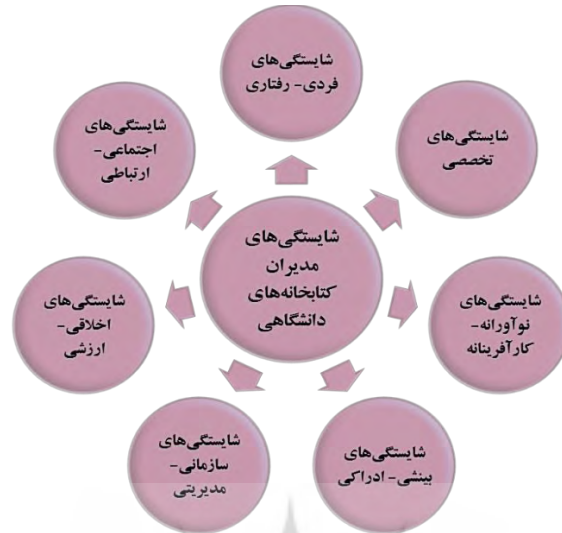 شایستگی‌های
فردی- رفتاری
شایستگی‌های
تخصصی
شایستگی‌های
اجتماعی-
ارتباطی
شایستگی‌های
مدیران
کتابخانه‌های
دانشگاهی
شایستگی‌های
نوآورانه-
کارآفرینانه
شایستگی‌های
اخلاقی-
ارزشی
شایستگی‌های
بینشی- ادراکی
شایستگی‌های
سازمانی-
مدیریتی